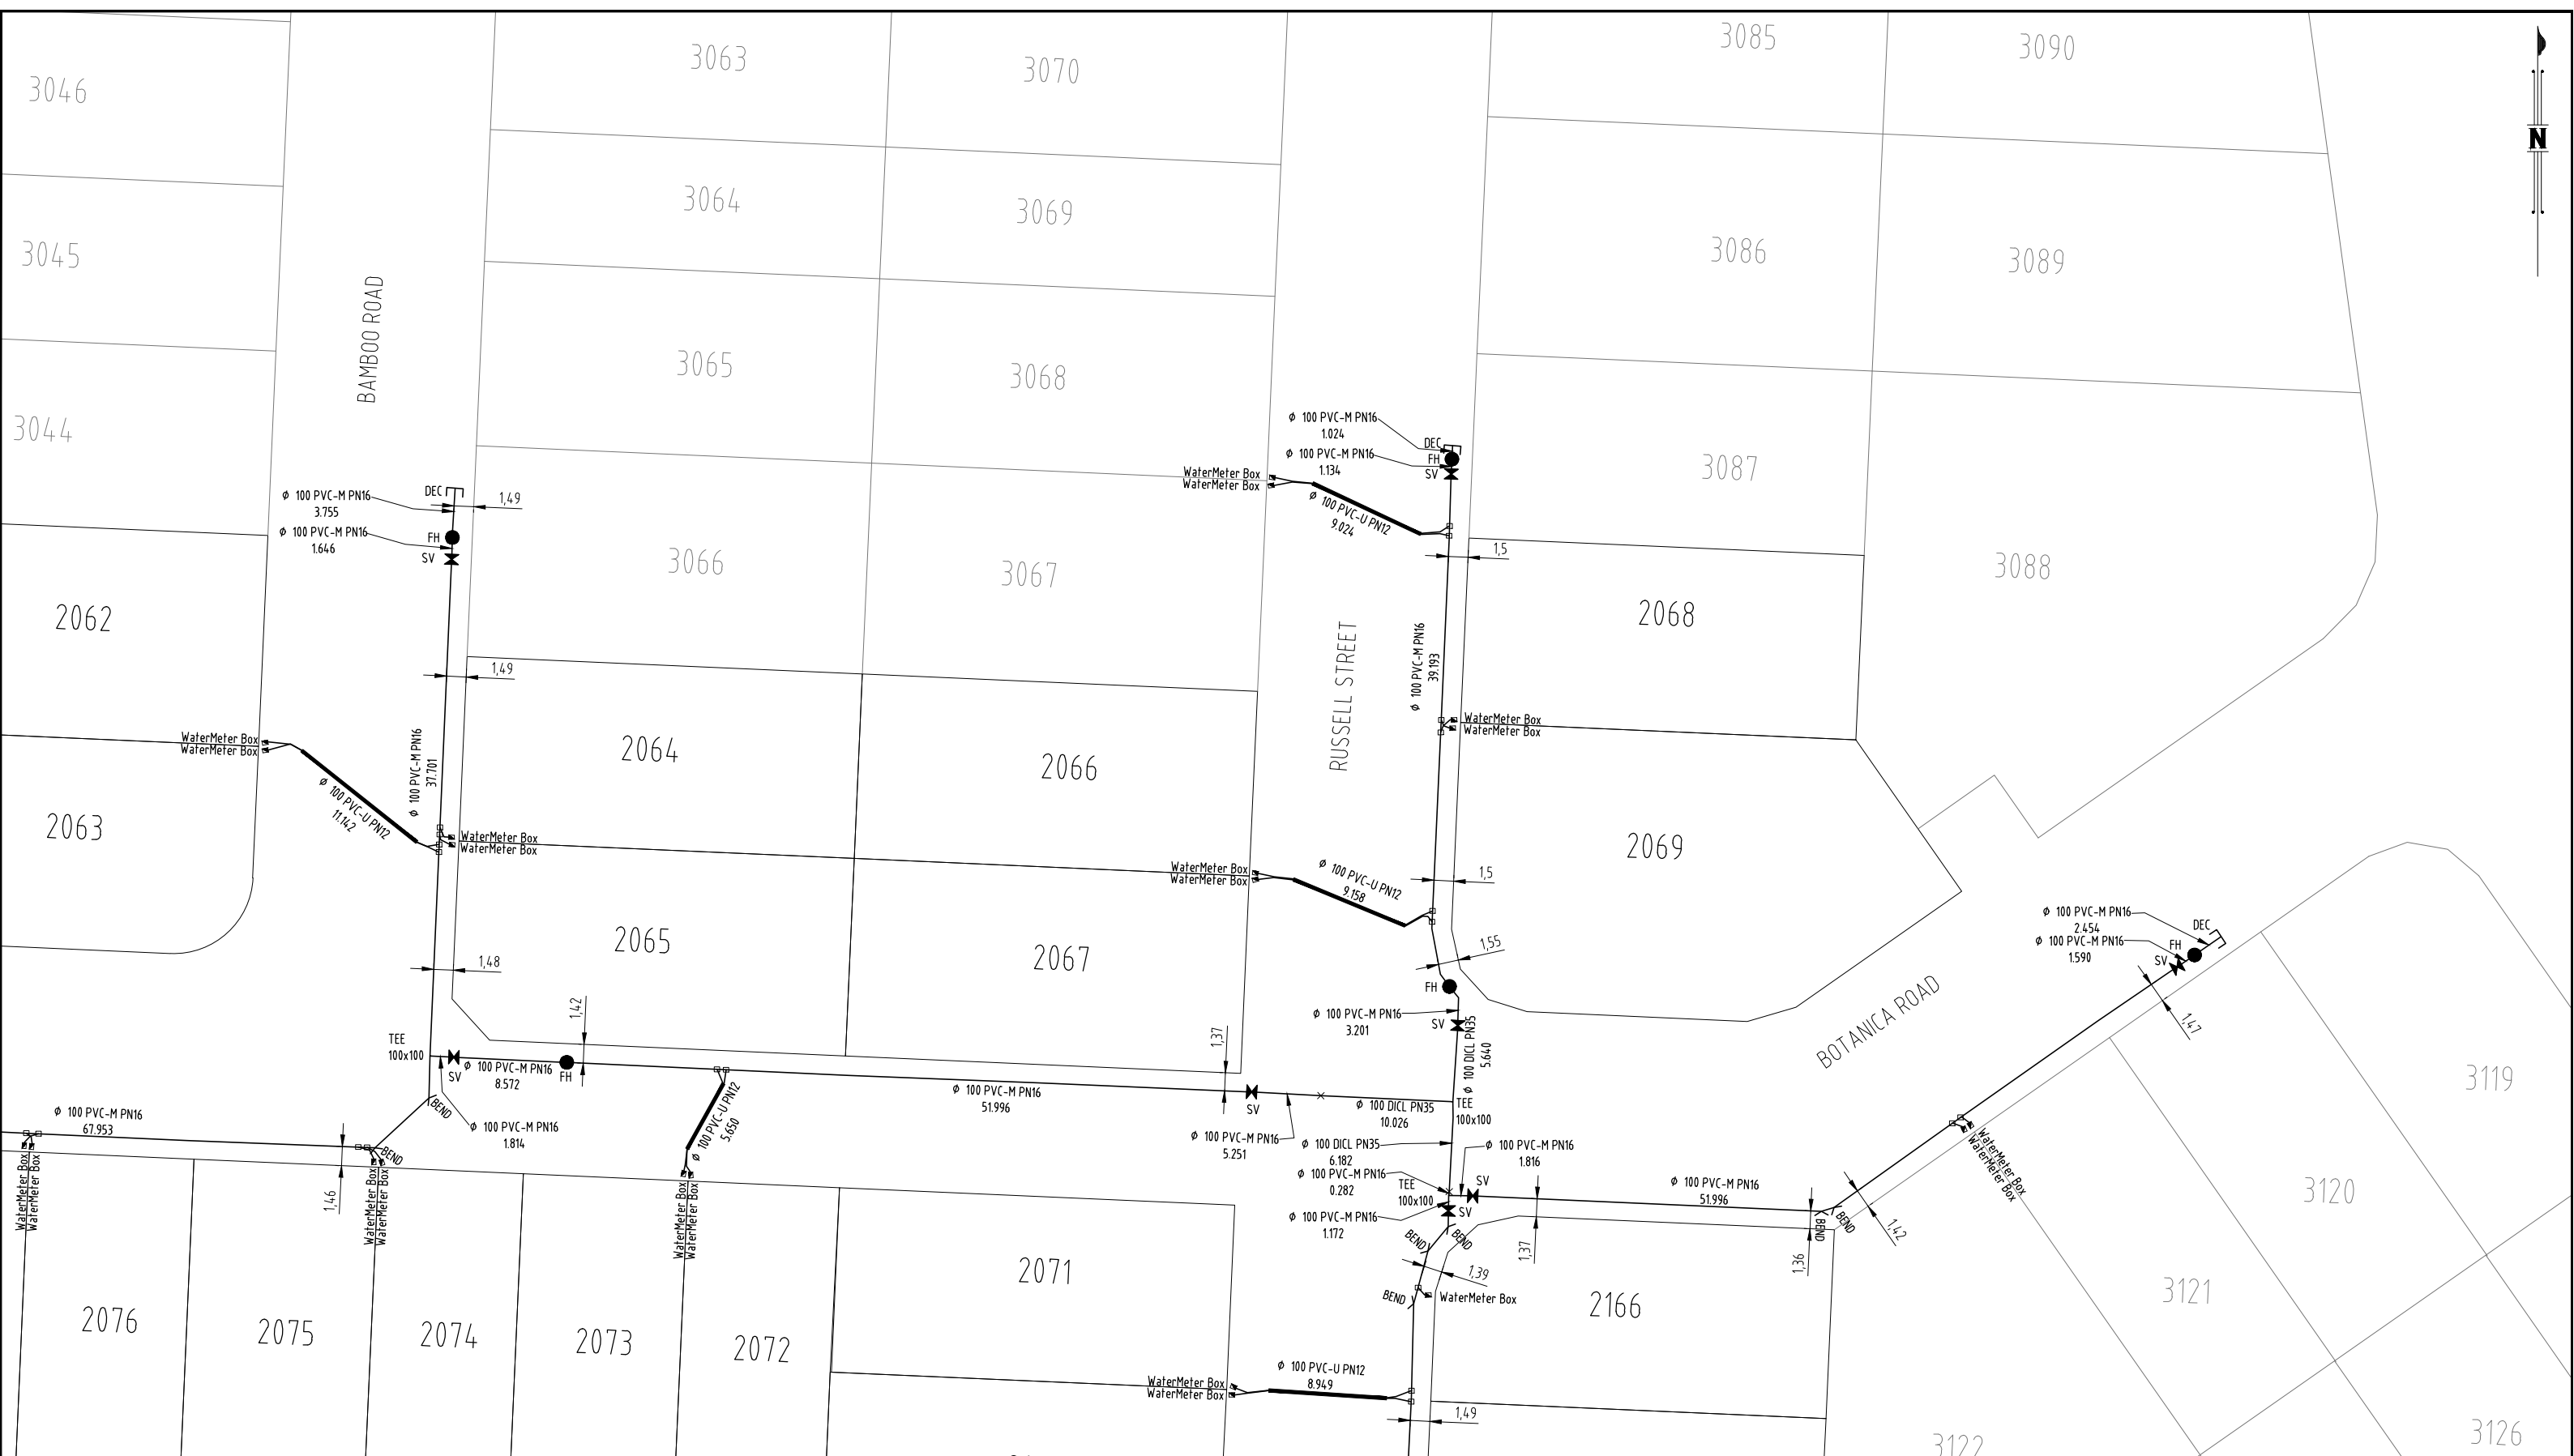 3046
3063
3070
3085
3090
N
3045
3064
3069
3086
3089
BAMBOO ROAD
3044
3065
3068
3087
3088
3066
3067
ϕ 100 PVC-M PN16
1.024
ϕ 100 PVC-M PN16
1.134
DEC
FH
SV
WaterMeter Box
WaterMeter Box
ϕ 100 PVC-U PN12
9.024
1,5
DEC
1,49
ϕ 100 PVC-M PN16
3.755
ϕ 100 PVC-M PN16
1.646
FH
SV
2062
2068
RUSSELL STREET
ϕ 100 PVC-M PN16
39.193
1,49
2064
2066
WaterMeter Box
WaterMeter Box
WaterMeter Box
WaterMeter Box
ϕ 100 PVC-U PN12
11.142
ϕ 100 PVC-M PN16
37.701
2063
WaterMeter Box
WaterMeter Box
2069
WaterMeter Box
WaterMeter Box
ϕ 100 PVC-U PN12
9.158
1,5
2065
2067
1,48
1,55
FH
ϕ 100 PVC-M PN16
3.201
SV
ϕ 100 DICL PN35
5.640
ϕ 100 PVC-M PN16
2.454
ϕ 100 PVC-M PN16
1.590
DEC
FH
SV
1,47
BOTANICA ROAD
3119
1,42
1,37
TEE
100x100
SV
ϕ 100 PVC-M PN16
8.572
FH
ϕ 100 PVC-M PN16
51.996
SV
ϕ 100 DICL PN35
10.026
TEE
100x100
BEND
ϕ 100 PVC-M PN16
67.953
ϕ 100 PVC-M PN16
1.814
ϕ 100 PVC-U PN12
5.650
ϕ 100 PVC-M PN16
5.251
ϕ 100 DICL PN35
6.182
ϕ 100 PVC-M PN16
0.282
TEE
100x100
ϕ 100 PVC-M PN16
1.172
ϕ 100 PVC-M PN16
1.816
SV
SV
ϕ 100 PVC-M PN16
51.996
WaterMeter Box
WaterMeter Box
3120
BEND
1,46
WaterMeter Box
WaterMeter Box
WaterMeter Box
WaterMeter Box
WaterMeter Box
WaterMeter Box
BEND
BEND
1,37
BEND
BEND
1,36
1,42
1,39
BEND
WaterMeter Box
2071
2166
3121
2076
2075
2074
2073
2072
ϕ 100 PVC-U PN12
8.949
WaterMeter Box
WaterMeter Box
1,49
3122
3126